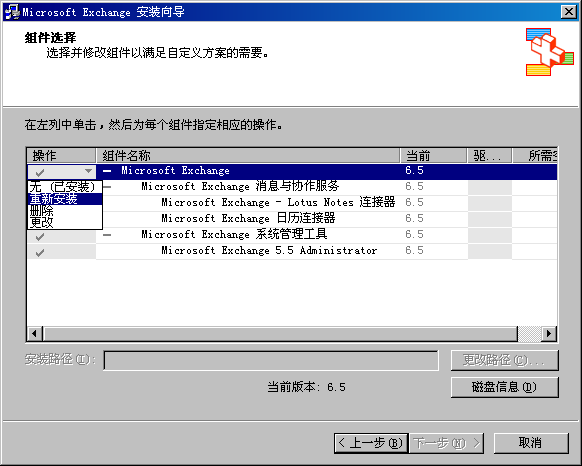 Microsoft Exchange 安装向导
组件选择
选择并修改组件以满足自定义方案的需要。
在左列中单击，然后为每个组件指定相应的操作。
操作 组件名称 当前 驱... 所需
Microsoft Exchange 6.5
无 (已安装) Microsoft Exchange 消息与协作服务 6.5
重新安装 Microsoft Exchange - Lotus Notes 连接器 6.5
删除 Microsoft Exchange 日历连接器 6.5
更改
Microsoft Exchange 系统管理工具 6.5
Microsoft Exchange 5.5 Administrator 6.5
安装路径(I): 更改路径(C)...
当前版本: 6.5 磁盘信息(D)
< 上一步(B) 下一步(N) > 取消